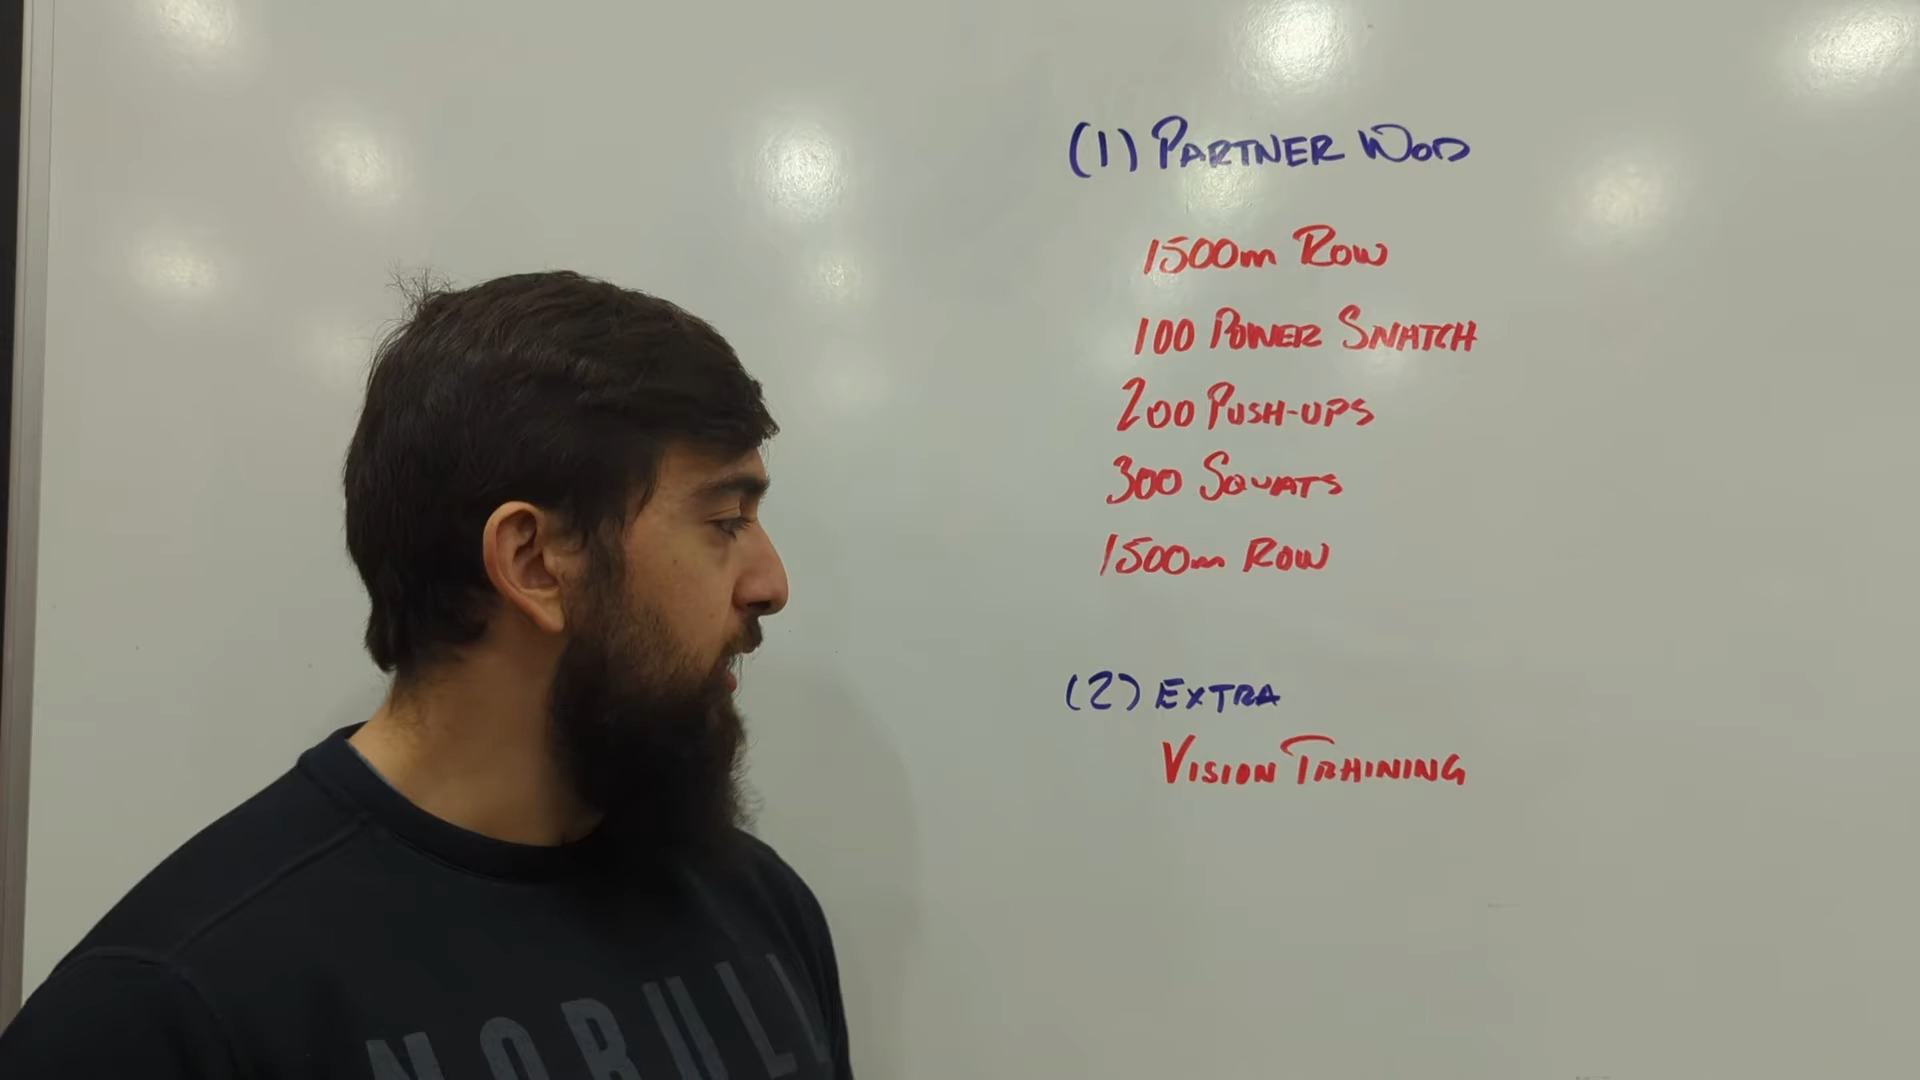 (1) PARTNER WOD
1500m ROW
100 POWER SNATCH
200 PUSH-UPS
300 SQUATS
1500m ROW
(2) EXTRA
VISION TRAINING
NOBULL